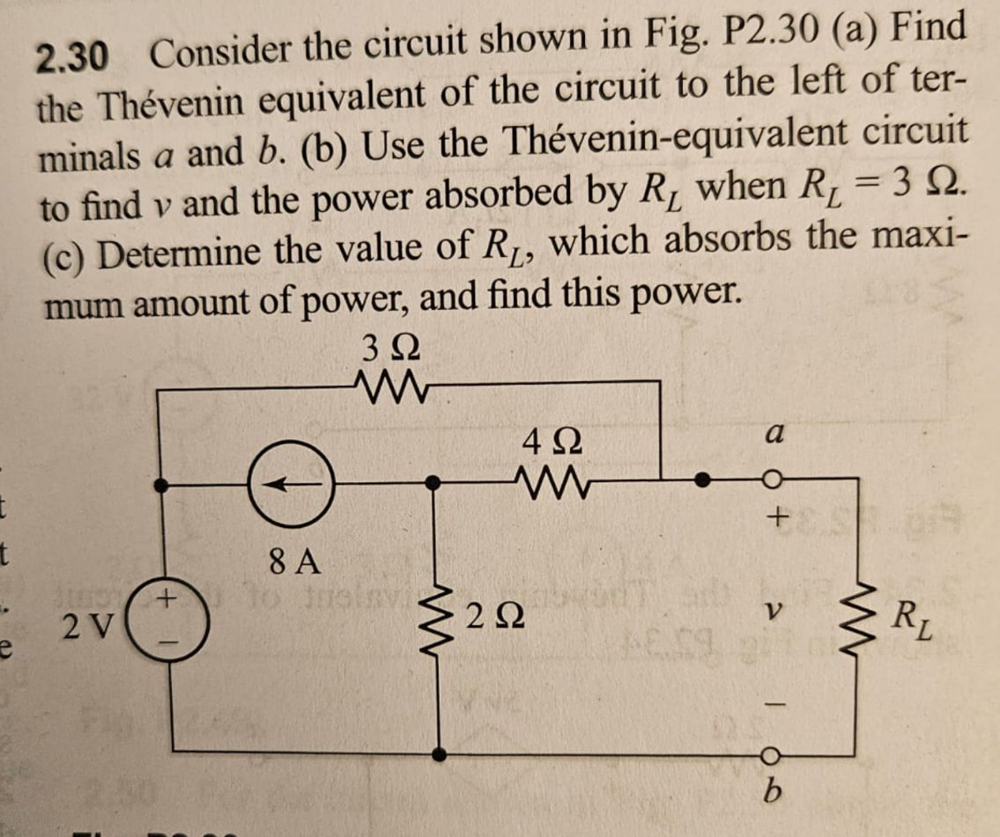 2.30 Consider the circuit shown in Fig. P2.30 (a) Find
the Thévenin equivalent of the circuit to the left of ter-
minals a and b. (b) Use the Thévenin-equivalent circuit
to find v and the power absorbed by R_L when R_L = 3 Ω.
(c) Determine the value of R_L, which absorbs the maxi-
mum amount of power, and find this power.
3 Ω
4 Ω
a
+
8 A
2 V
+
−
2 Ω
v
R_L
−
b